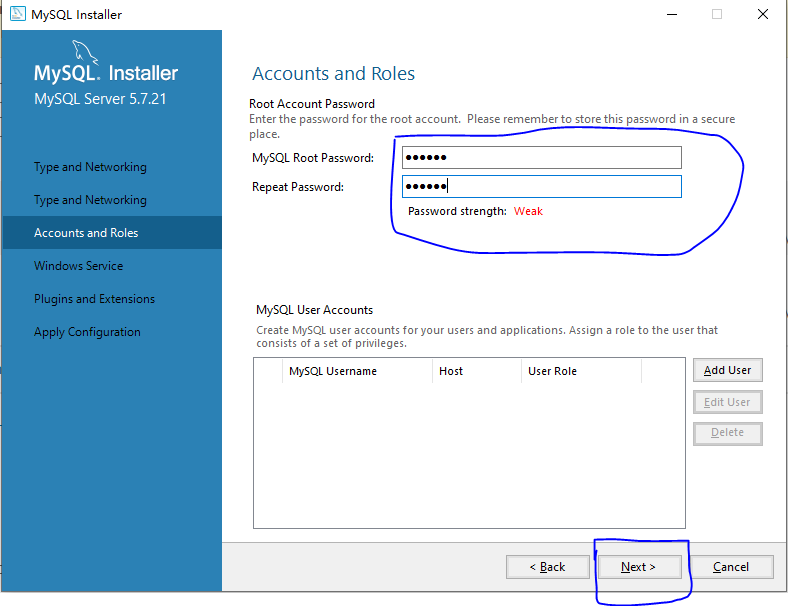 MySQL Installer
MySQL. Installer
MySQL Server 5.7.21
Type and Networking
Type and Networking
Accounts and Roles
Windows Service
Plugins and Extensions
Apply Configuration
Accounts and Roles
Root Account Password
Enter the password for the root account. Please remember to store this password in a secure
place.
MySQL Root Password: ●●●●●●
Repeat Password: ●●●●●●
Password strength: Weak
MySQL User Accounts
Create MySQL user accounts for your users and applications. Assign a role to the user that
consists of a set of privileges.
MySQL Username Host User Role
Add User
Edit User
Delete
< Back Next > Cancel